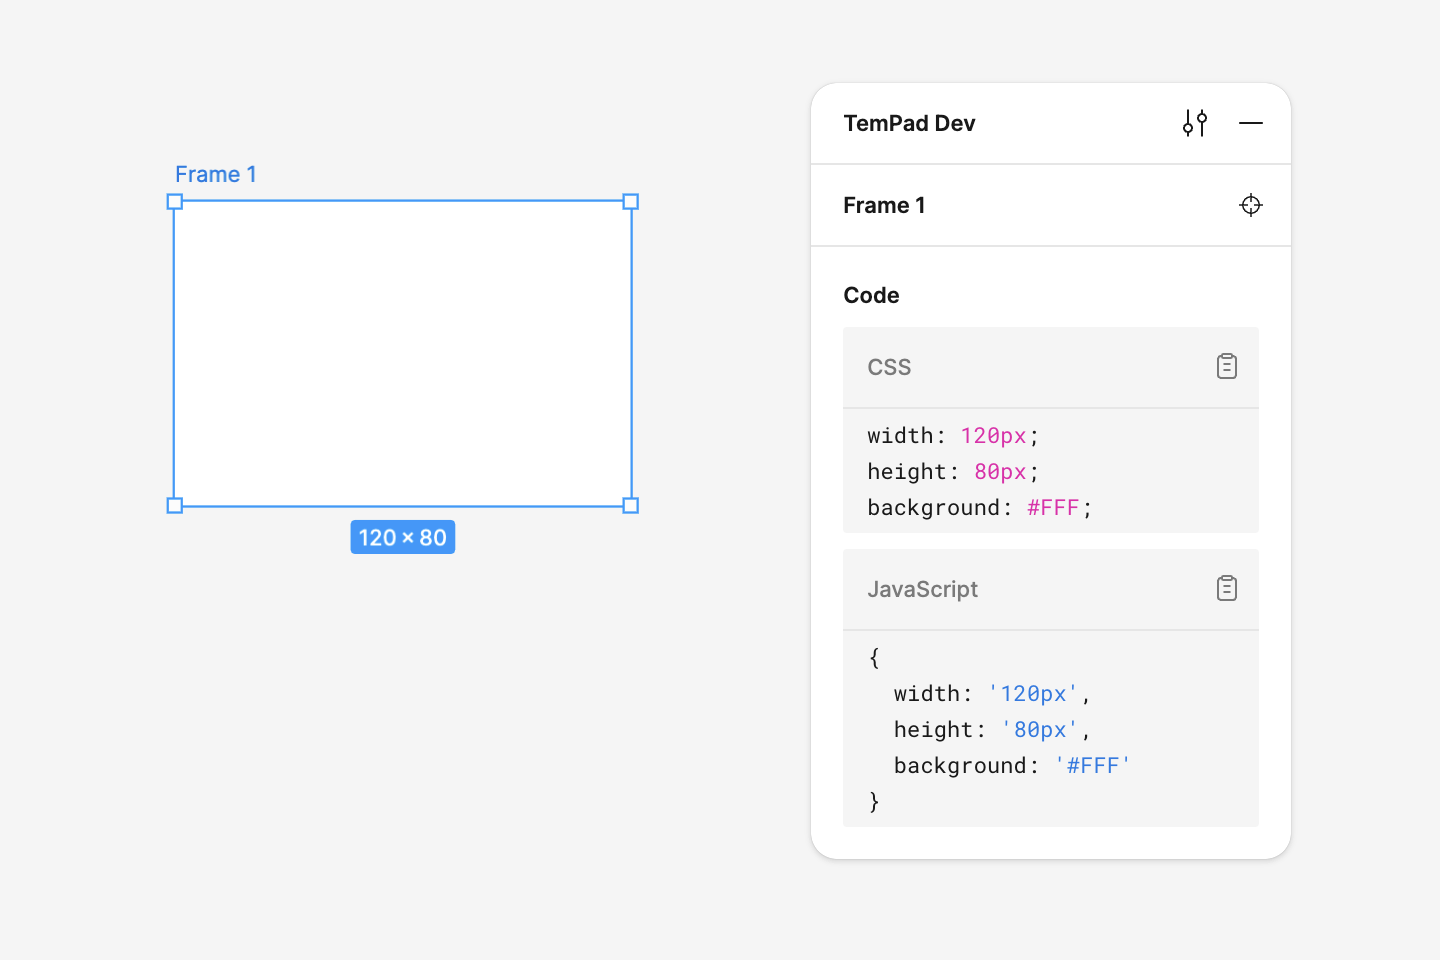 Frame 1
120 × 80
TemPad Dev
Frame 1
Code
CSS
width: 120px;
height: 80px;
background: #FFF;
JavaScript
{
  width: '120px',
  height: '80px',
  background: '#FFF'
}